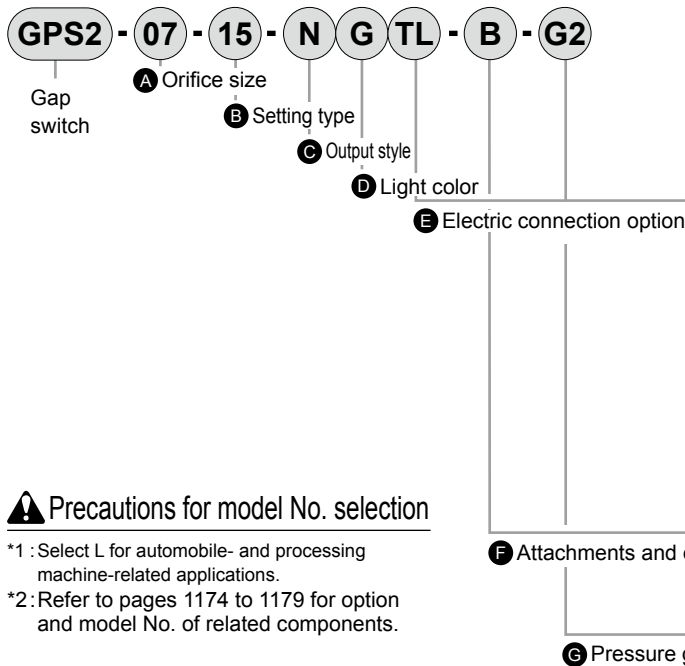 GPS2 - 07 - 15 - N G TL - B - G2
Gap
switch
A Orifice size
B Setting type
C Output style
D Light color
E Electric connection option
Precautions for model No. selection
*1 : Select L for automobile- and processing
machine-related applications.
*2 : Refer to pages 1174 to 1179 for option
and model No. of related components.
F Attachments and
G Pressure